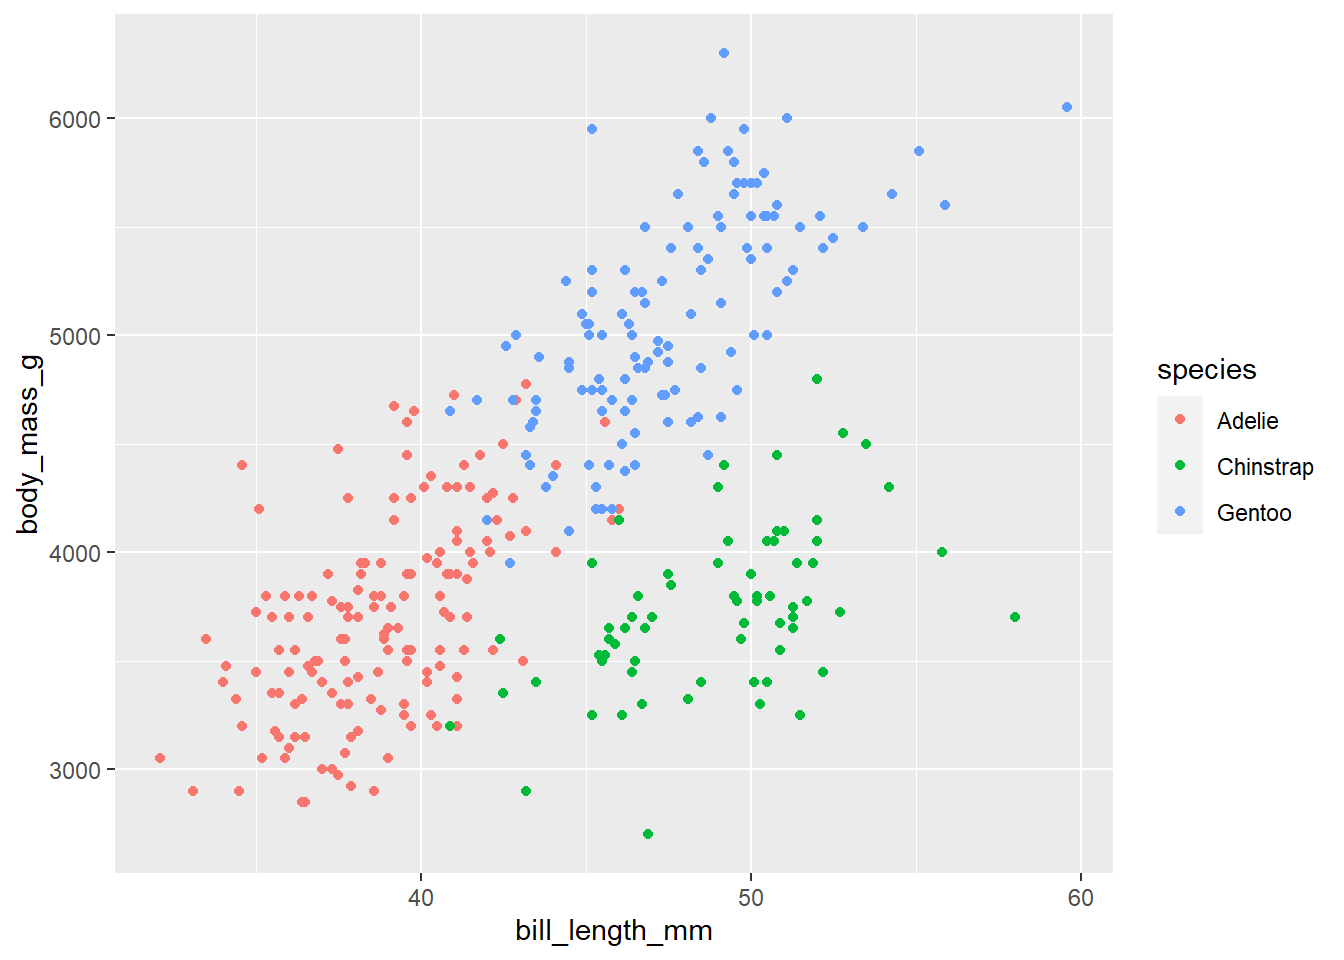 body_mass_g
6000
5000
4000
3000
40
50
60
bill_length_mm
species
Adelie
Chinstrap
Gentoo